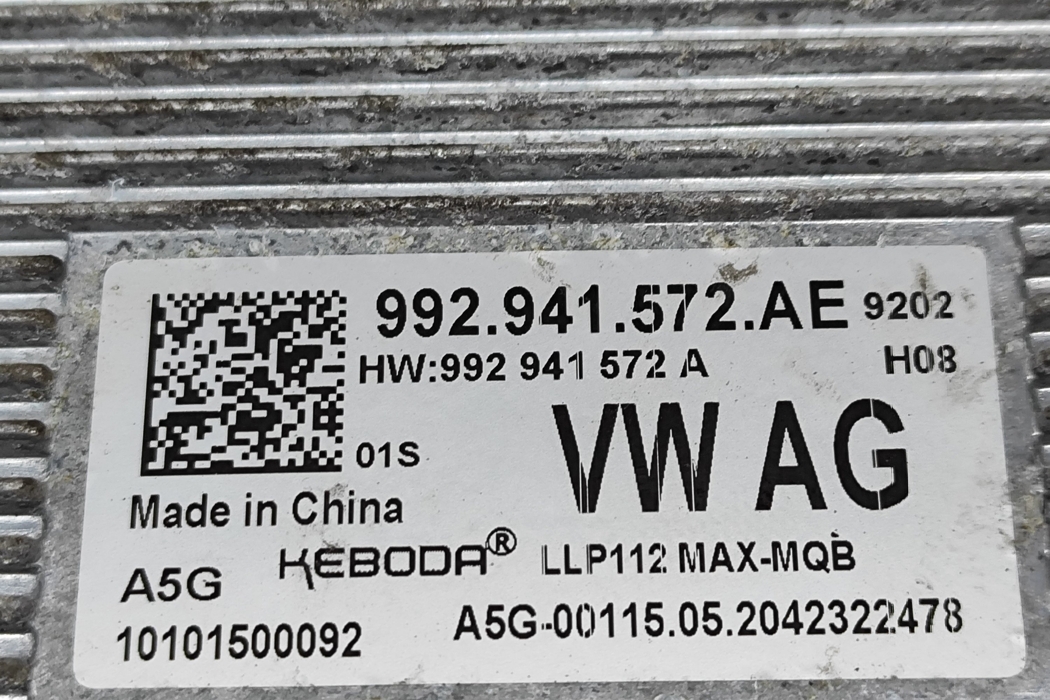 992.941.572.AE 9202
HW:992 941 572 A H08
01S VW AG
Made in China
A5G KEBODA® LLP112 MAX-MQB
10101500092 A5G-00115.05.2042322478